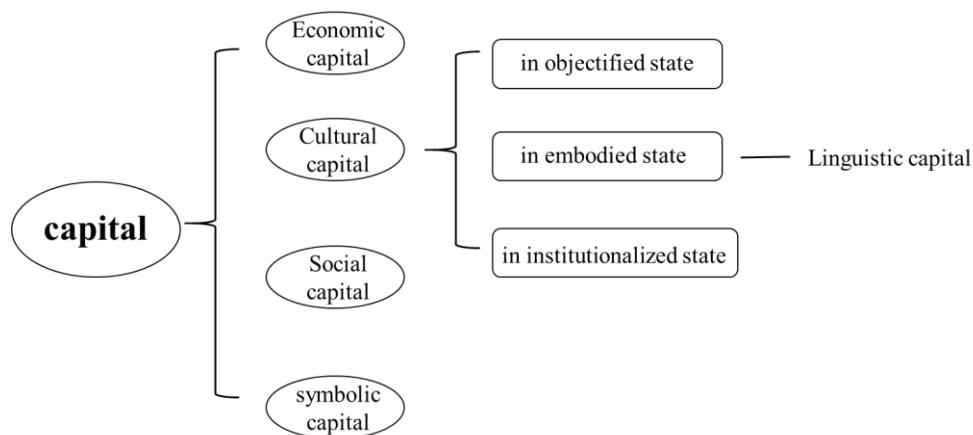 Economic
capital
in objectified state
Cultural
capital
in embodied state
Linguistic capital
capital
in institutionalized state
Social
capital
symbolic
capital